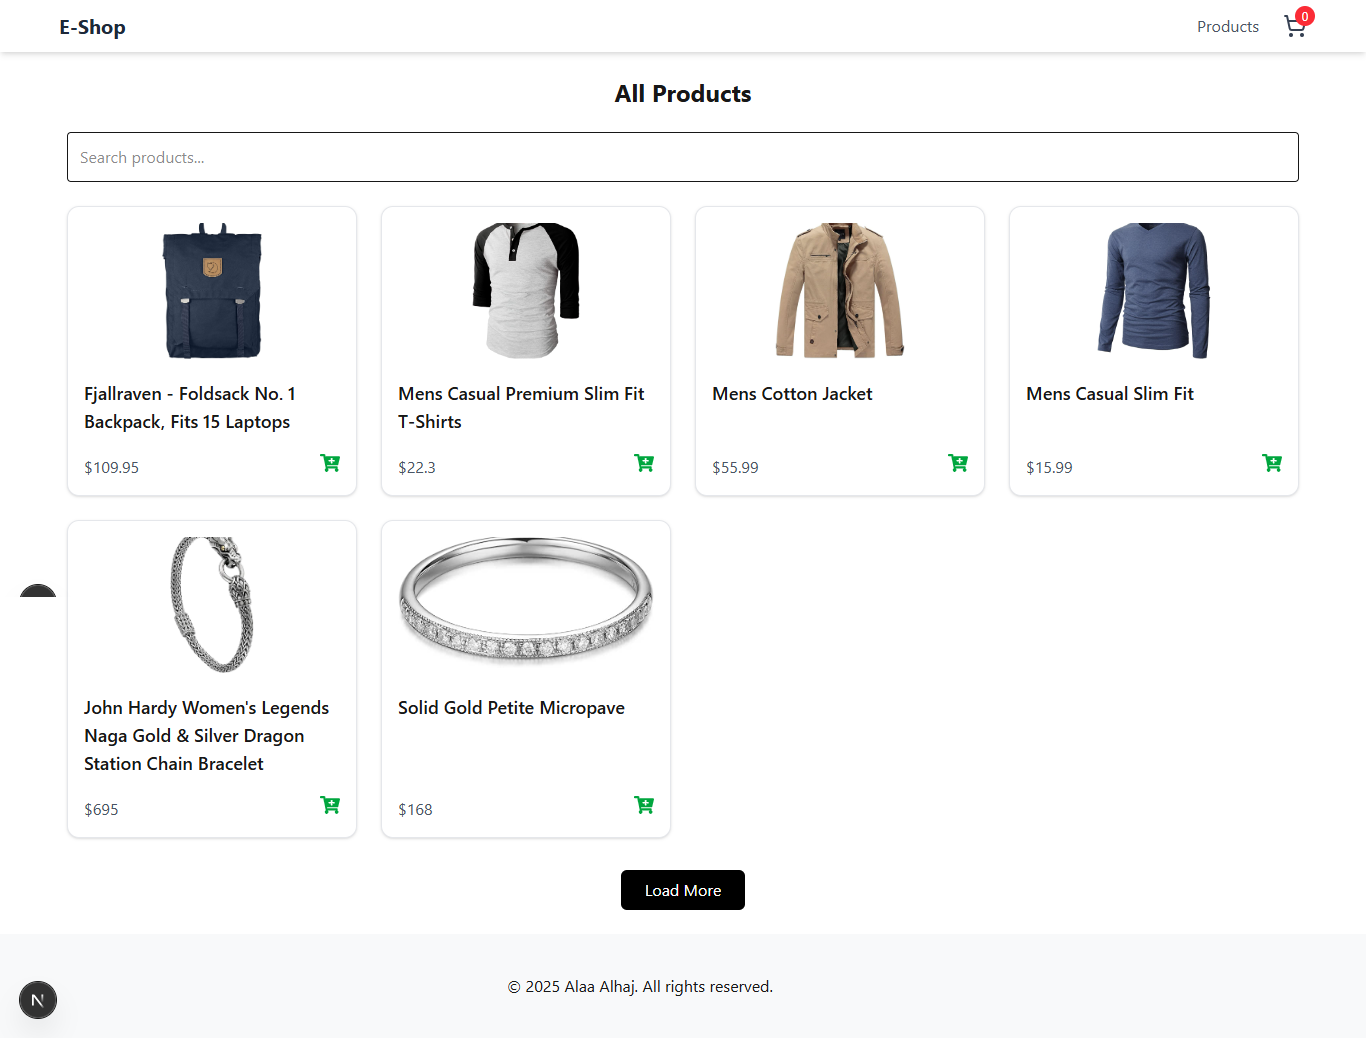 E-Shop
Products
0
All Products
Search products...
Fjallraven - Foldsack No. 1
Backpack, Fits 15 Laptops
$109.95
Mens Casual Premium Slim Fit
T-Shirts
$22.3
Mens Cotton Jacket
$55.99
Mens Casual Slim Fit
$15.99
John Hardy Women's Legends
Naga Gold & Silver Dragon
Station Chain Bracelet
$695
Solid Gold Petite Micropave
$168
Load More
© 2025 Alaa Alhaj. All rights reserved.
N